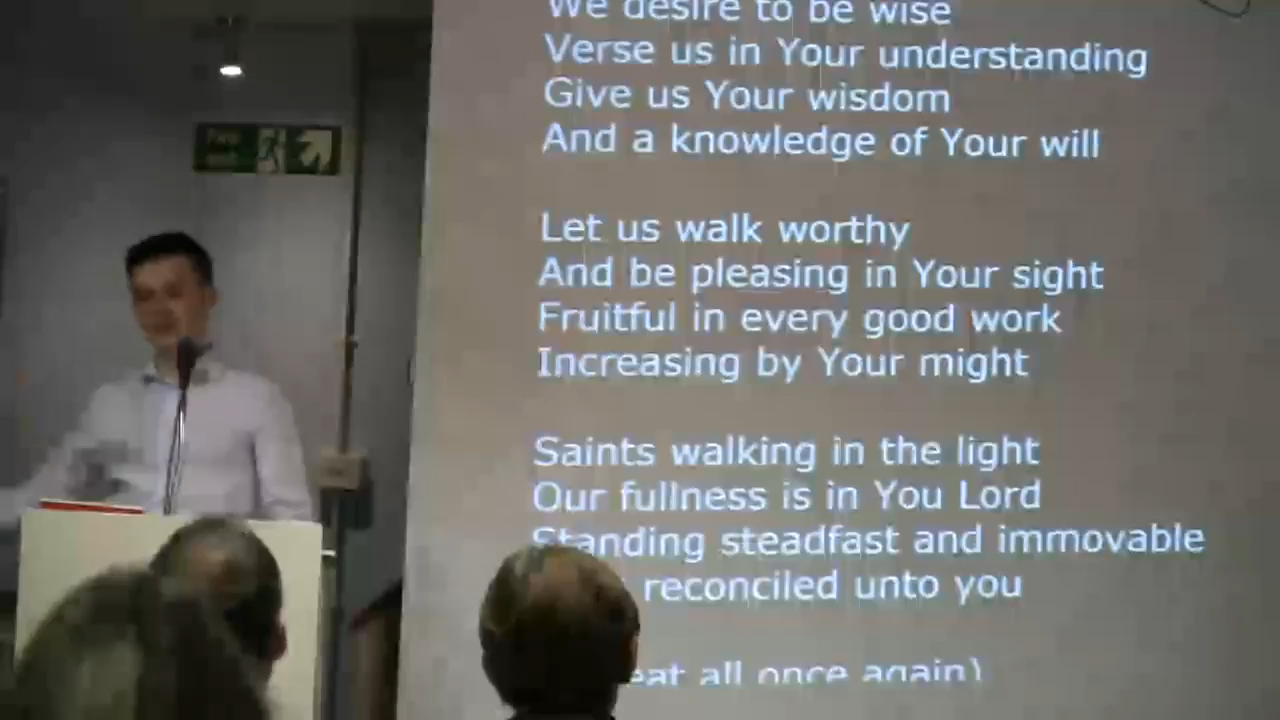 We desire to be wise
Verse us in Your understanding
Give us Your wisdom
And a knowledge of Your will
Let us walk worthy
And be pleasing in Your sight
Fruitful in every good work
Increasing by Your might
Saints walking in the light
Our fullness is in You Lord
Standing steadfast and immovable
reconciled unto you
eat all once again)